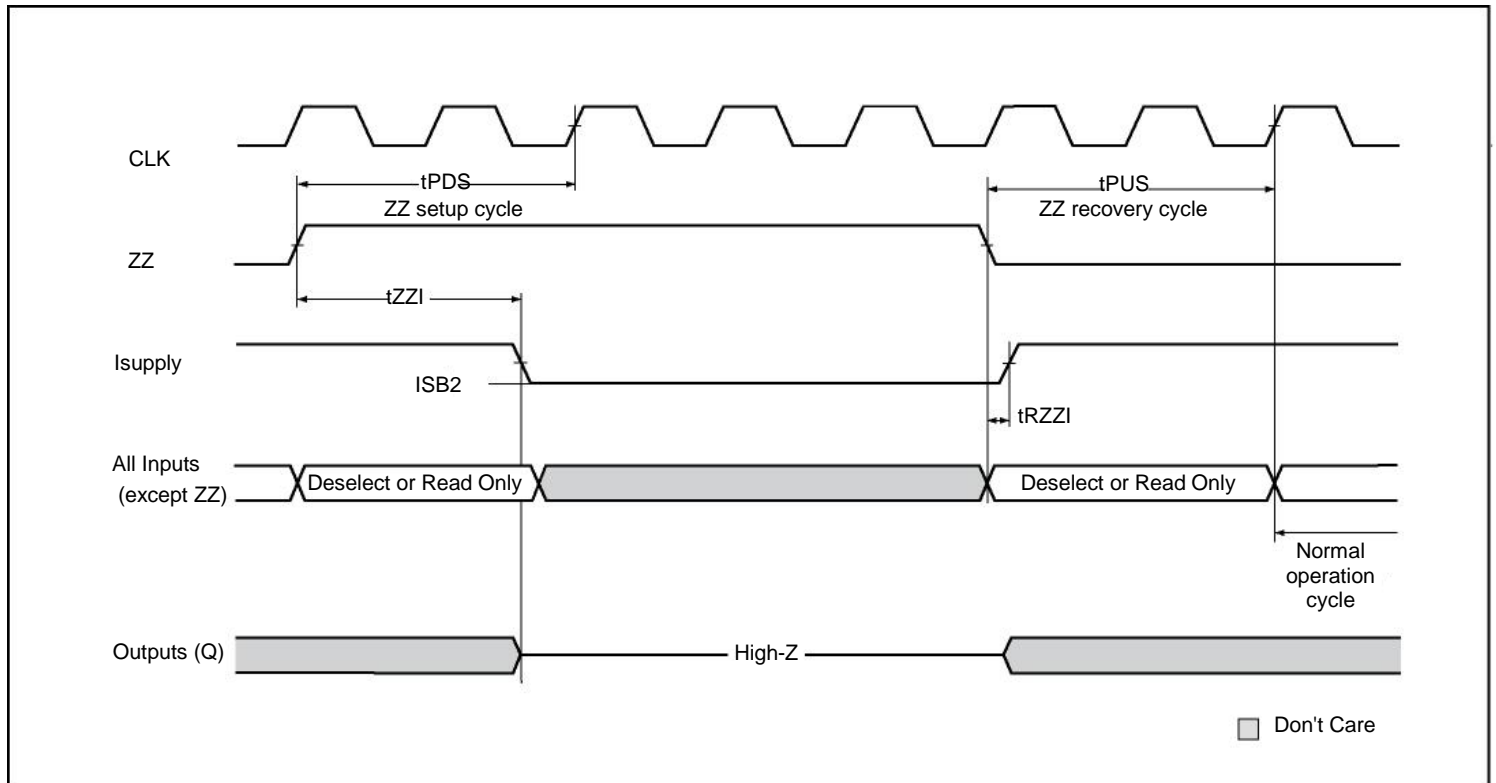 CLK
tPDS
ZZ setup cycle
tPUS
ZZ recovery cycle
ZZ
tZZI
Isupply
ISB2
tRZZI
All Inputs
(except ZZ)
Deselect or Read Only
Deselect or Read Only
Normal
operation
cycle
Outputs (Q)
High-Z
Don't Care